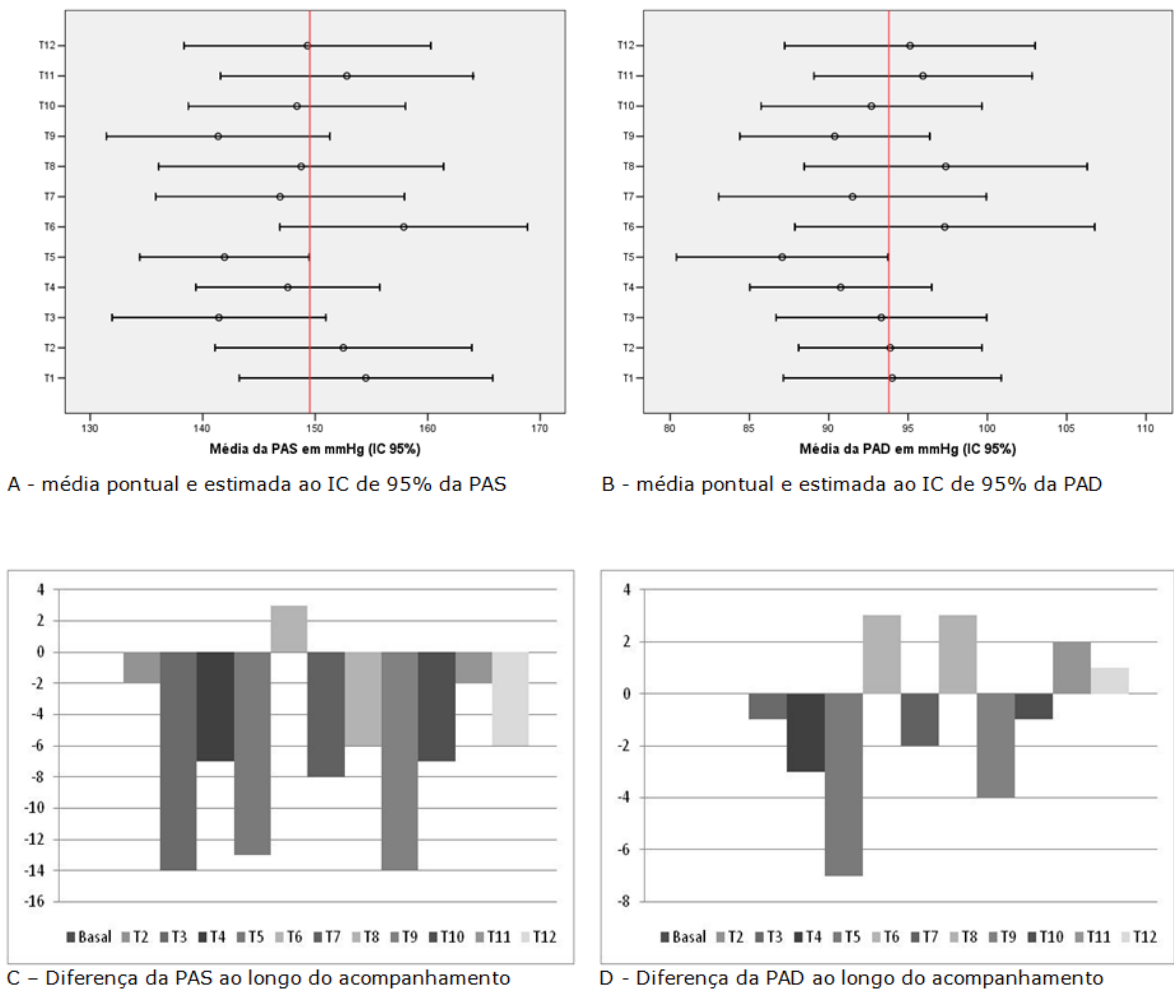 T12
T11
T10
T9
T8
T7
T6
T5
T4
T3
T2
T1
130 140 150 160 170
Média da PAS em mmHg (IC 95%)
A - média pontual e estimada ao IC de 95% da PAS
T12
T11
T10
T9
T8
T7
T6
T5
T4
T3
T2
T1
80 85 90 95 100 105 110
Média da PAD em mmHg (IC 95%)
B - média pontual e estimada ao IC de 95% da PAD
4
2
0
-2
-4
-6
-8
-10
-12
-14
-16
Basal T2 T3 T4 T5 T6 T7 T8 T9 T10 T11 T12
C – Diferença da PAS ao longo do acompanhamento
4
2
0
-2
-4
-6
-8
Basal T2 T3 T4 T5 T6 T7 T8 T9 T10 T11 T12
D - Diferença da PAD ao longo do acompanhamento